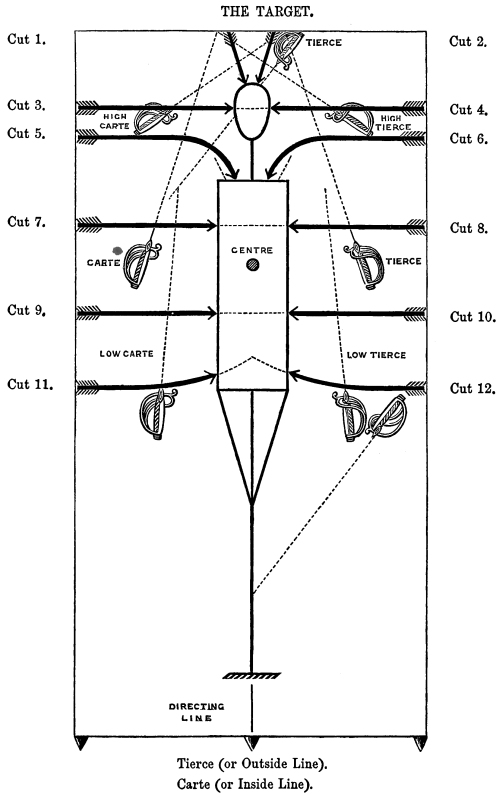 THE TARGET.
Cut 1.
Cut 2.
TIERCE
Cut 3.
Cut 4.
HIGH
CARTE
HIGH
TIERCE
Cut 5.
Cut 6.
Cut 7.
Cut 8.
CARTE
CENTRE
TIERCE
Cut 9.
Cut 10.
LOW CARTE
LOW TIERCE
Cut 11.
Cut 12.
DIRECTING
LINE
Tierce (or Outside Line).
Carte (or Inside Line).